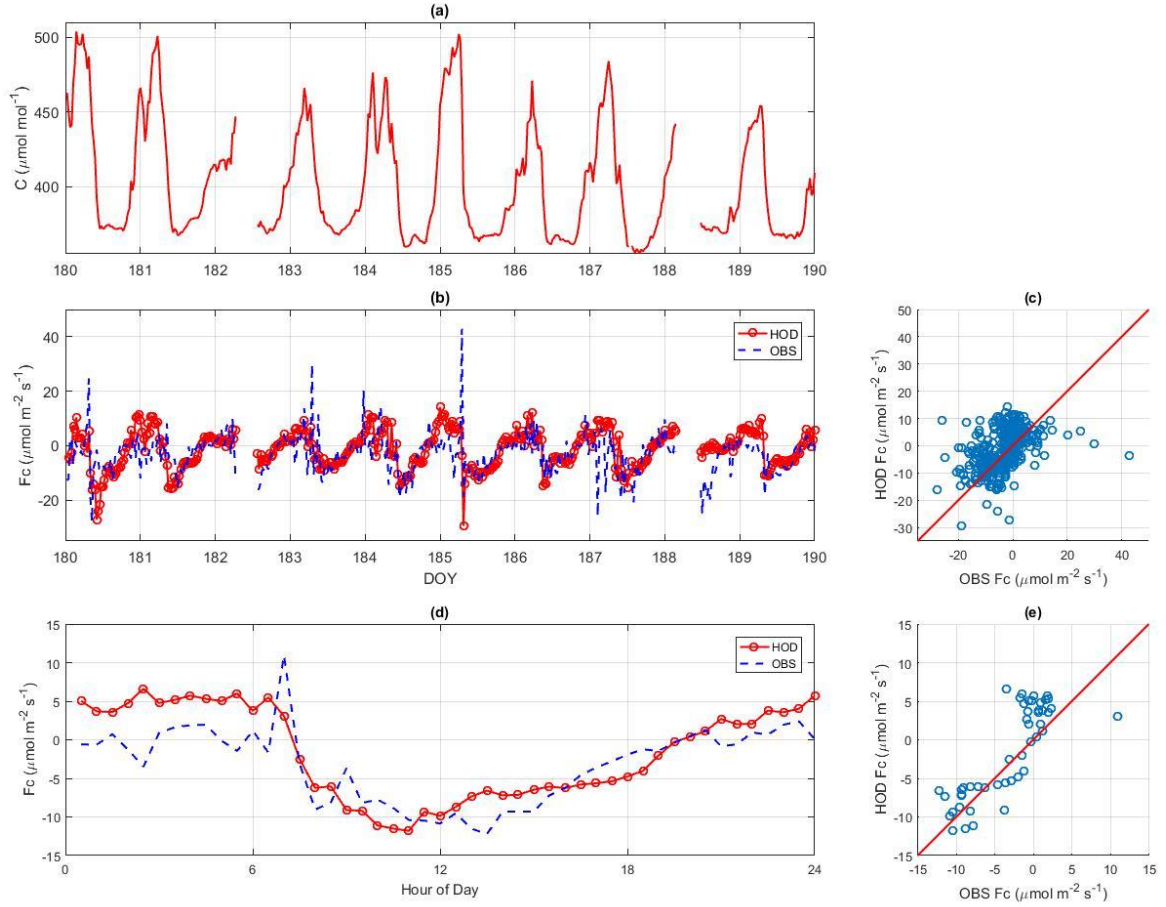 (a)
C (μmol mol⁻¹)
500
450
400
180 181 182 183 184 185 186 187 188 189 190
(b)
Fc (μmol m⁻² s⁻¹)
40
20
0
-20
HOD
OBS
180 181 182 183 184 185 186 187 188 189 190
DOY
(c)
HOD Fc (μmol m⁻² s⁻¹)
50
40
30
20
10
0
-10
-20
-30
-20 0 20 40
OBS Fc (μmol m⁻² s⁻¹)
(d)
Fc (μmol m⁻² s⁻¹)
15
10
5
0
-5
-10
-15
HOD
OBS
0 6 12 18 24
Hour of Day
(e)
HOD Fc (μmol m⁻² s⁻¹)
15
10
5
0
-5
-10
-15
-15 -10 -5 0 5 10 15
OBS Fc (μmol m⁻² s⁻¹)